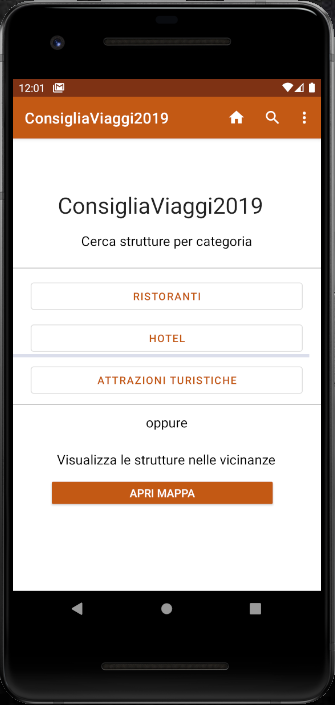 12:01
ConsigliaViaggi2019
ConsigliaViaggi2019
Cerca strutture per categoria
RISTORANTI
HOTEL
ATTRAZIONI TURISTICHE
oppure
Visualizza le strutture nelle vicinanze
APRI MAPPA